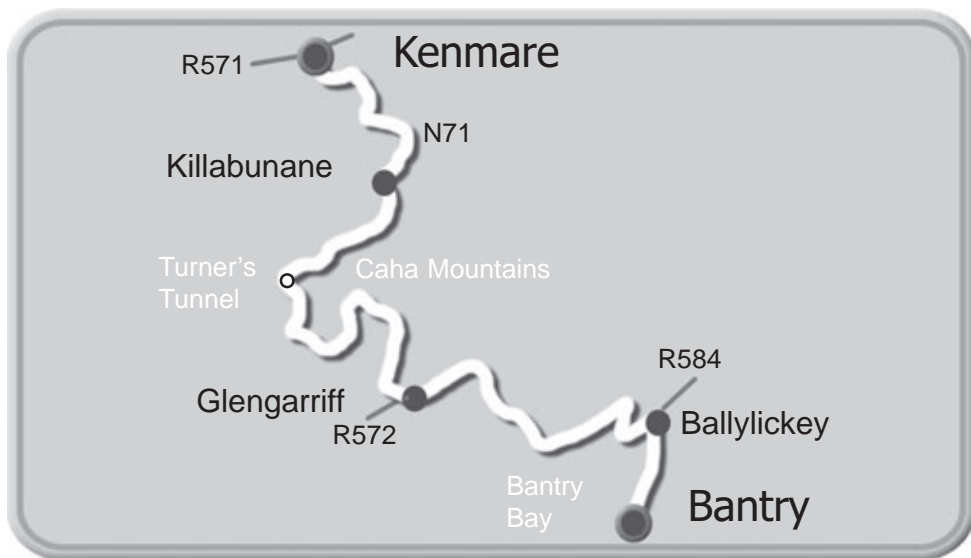 Kenmare
R571
N71
Killabunane
Turner's
Tunnel
Caha Mountains
R584
Glengarriff
R572
Ballylickey
Bantry
Bay
Bantry